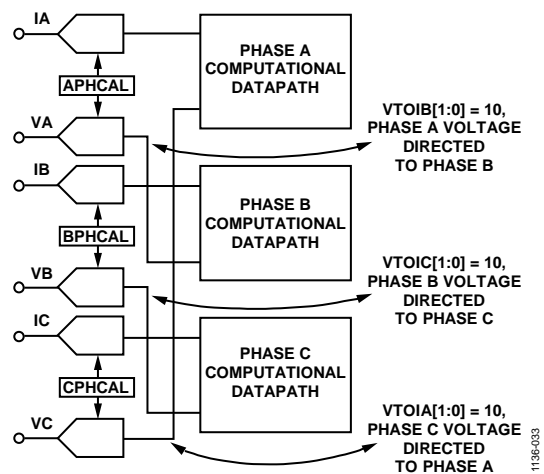 IA
APHCAL
VA
IB
BPHCAL
VB
IC
CPHCAL
VC
PHASE A
COMPUTATIONAL
DATAPATH
PHASE B
COMPUTATIONAL
DATAPATH
PHASE C
COMPUTATIONAL
DATAPATH
VTOIB[1:0] = 10,
PHASE A VOLTAGE
DIRECTED
TO PHASE B
VTOIC[1:0] = 10,
PHASE B VOLTAGE
DIRECTED
TO PHASE C
VTOIA[1:0] = 10,
PHASE C VOLTAGE
DIRECTED
TO PHASE A
1136-033